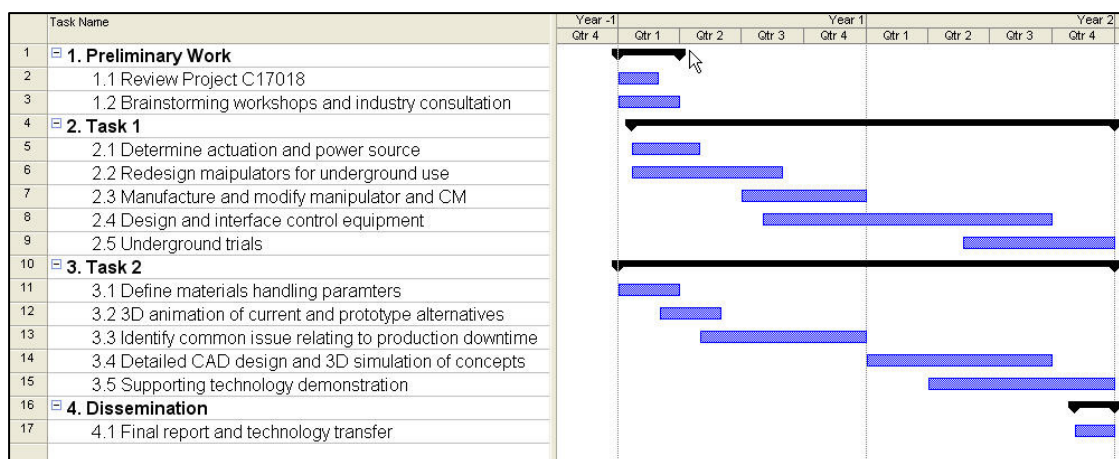 Task Name Year -1 Year 1 Year 2
Qtr 4 Qtr 1 Qtr 2 Qtr 3 Qtr 4 Qtr 1 Qtr 2 Qtr 3 Qtr 4
1 1. Preliminary Work
2 1.1 Review Project C17018
3 1.2 Brainstorming workshops and industry consultation
4 2. Task 1
5 2.1 Determine actuation and power source
6 2.2 Redesign maipulators for underground use
7 2.3 Manufacture and modify manipulator and CM
8 2.4 Design and interface control equipment
9 2.5 Underground trials
10 3. Task 2
11 3.1 Define materials handling paramters
12 3.2 3D animation of current and prototype alternatives
13 3.3 Identify common issue relating to production downtime
14 3.4 Detailed CAD design and 3D simulation of concepts
15 3.5 Supporting technology demonstration
16 4. Dissemination
17 4.1 Final report and technology transfer